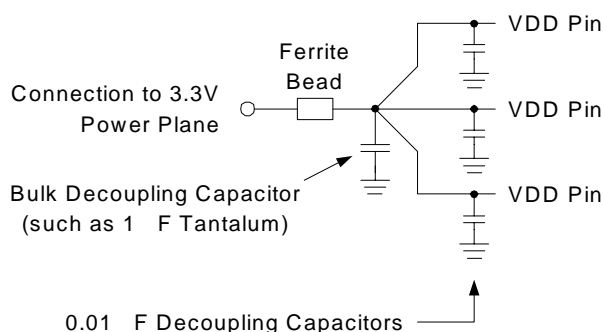 VDD Pin
Ferrite
Bead
Connection to 3.3V
Power Plane
VDD Pin
Bulk Decoupling Capacitor
(such as 1 F Tantalum)
VDD Pin
0.01 F Decoupling Capacitors